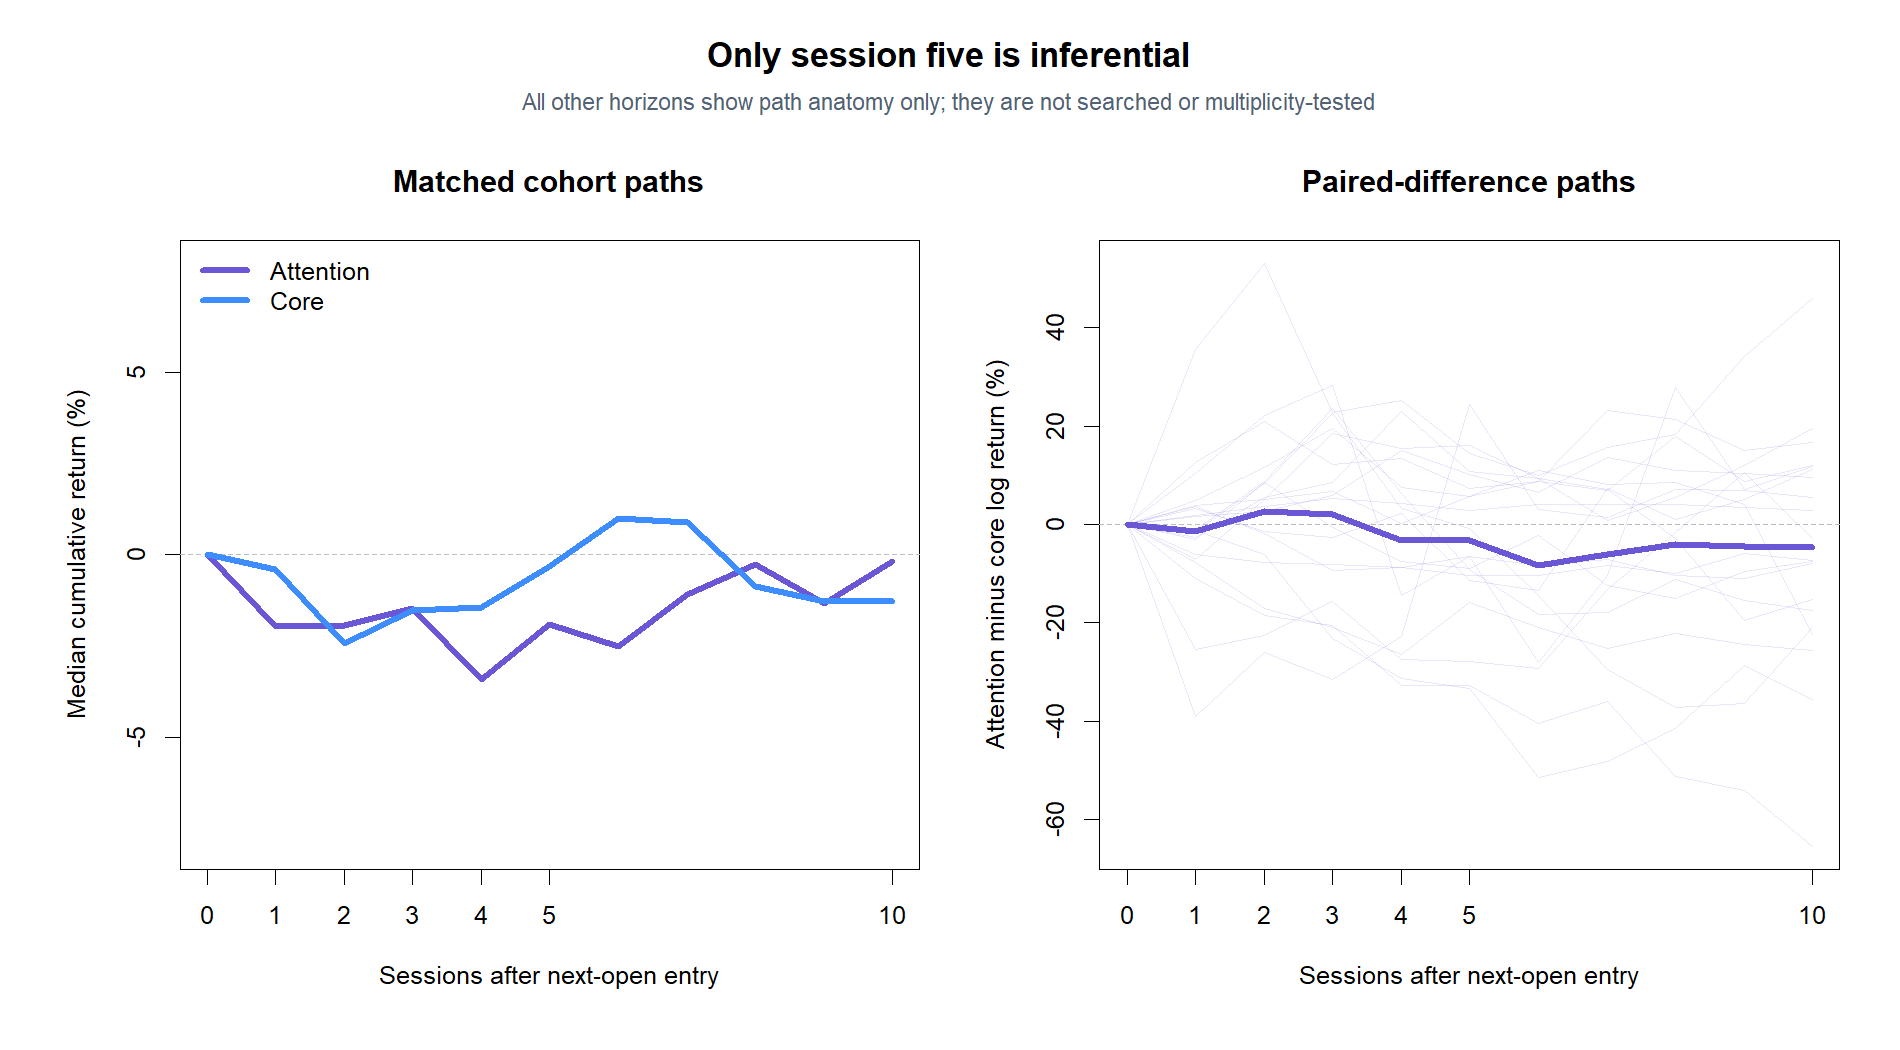 Only session five is inferential
All other horizons show path anatomy only; they are not searched or multiplicity-tested
Matched cohort paths
Attention
Core
Median cumulative return (%)
5
0
-5
0 1 2 3 4 5 10
Sessions after next-open entry
Paired-difference paths
Attention minus core log return (%)
40
20
0
-20
-40
-60
0 1 2 3 4 5 10
Sessions after next-open entry